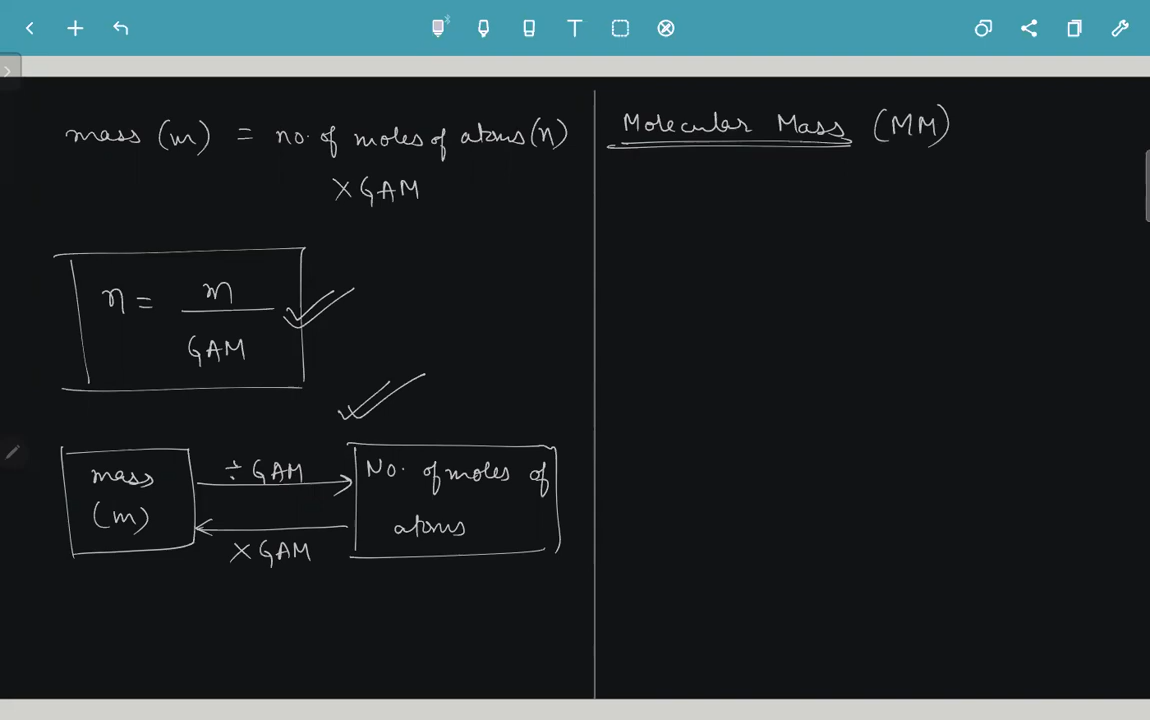 mass (m) = no. of moles of atoms (n)
X GAM
n = m
GAM
mass
(m)
÷ GAM
X GAM
No. of moles of
atoms
Molecular Mass (MM)